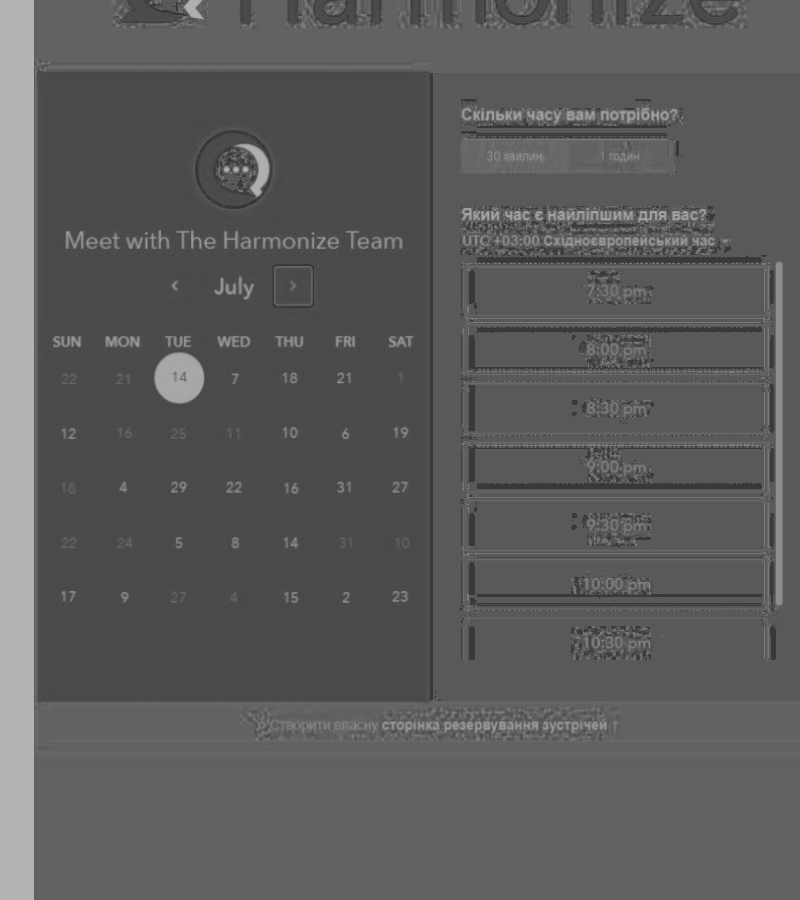 Harmonize
Meet with The Harmonize Team
‹ July ›
SUN MON TUE WED THU FRI SAT
22 21 14 7 18 21 1
12 16 25 11 10 6 19
18 4 29 22 16 31 27
22 24 5 8 14 31 10
17 9 27 4 15 2 23
Скільки часу вам потрібно?
30 хвилин 1 годин
Який час є найліпшим для вас?
UTC +03:00 Східноєвропейський час
7:30 pm
8:00 pm
8:30 pm
9:00 pm
9:30 pm
10:00 pm
10:30 pm
Створити власну сторінка резервування зустрічей